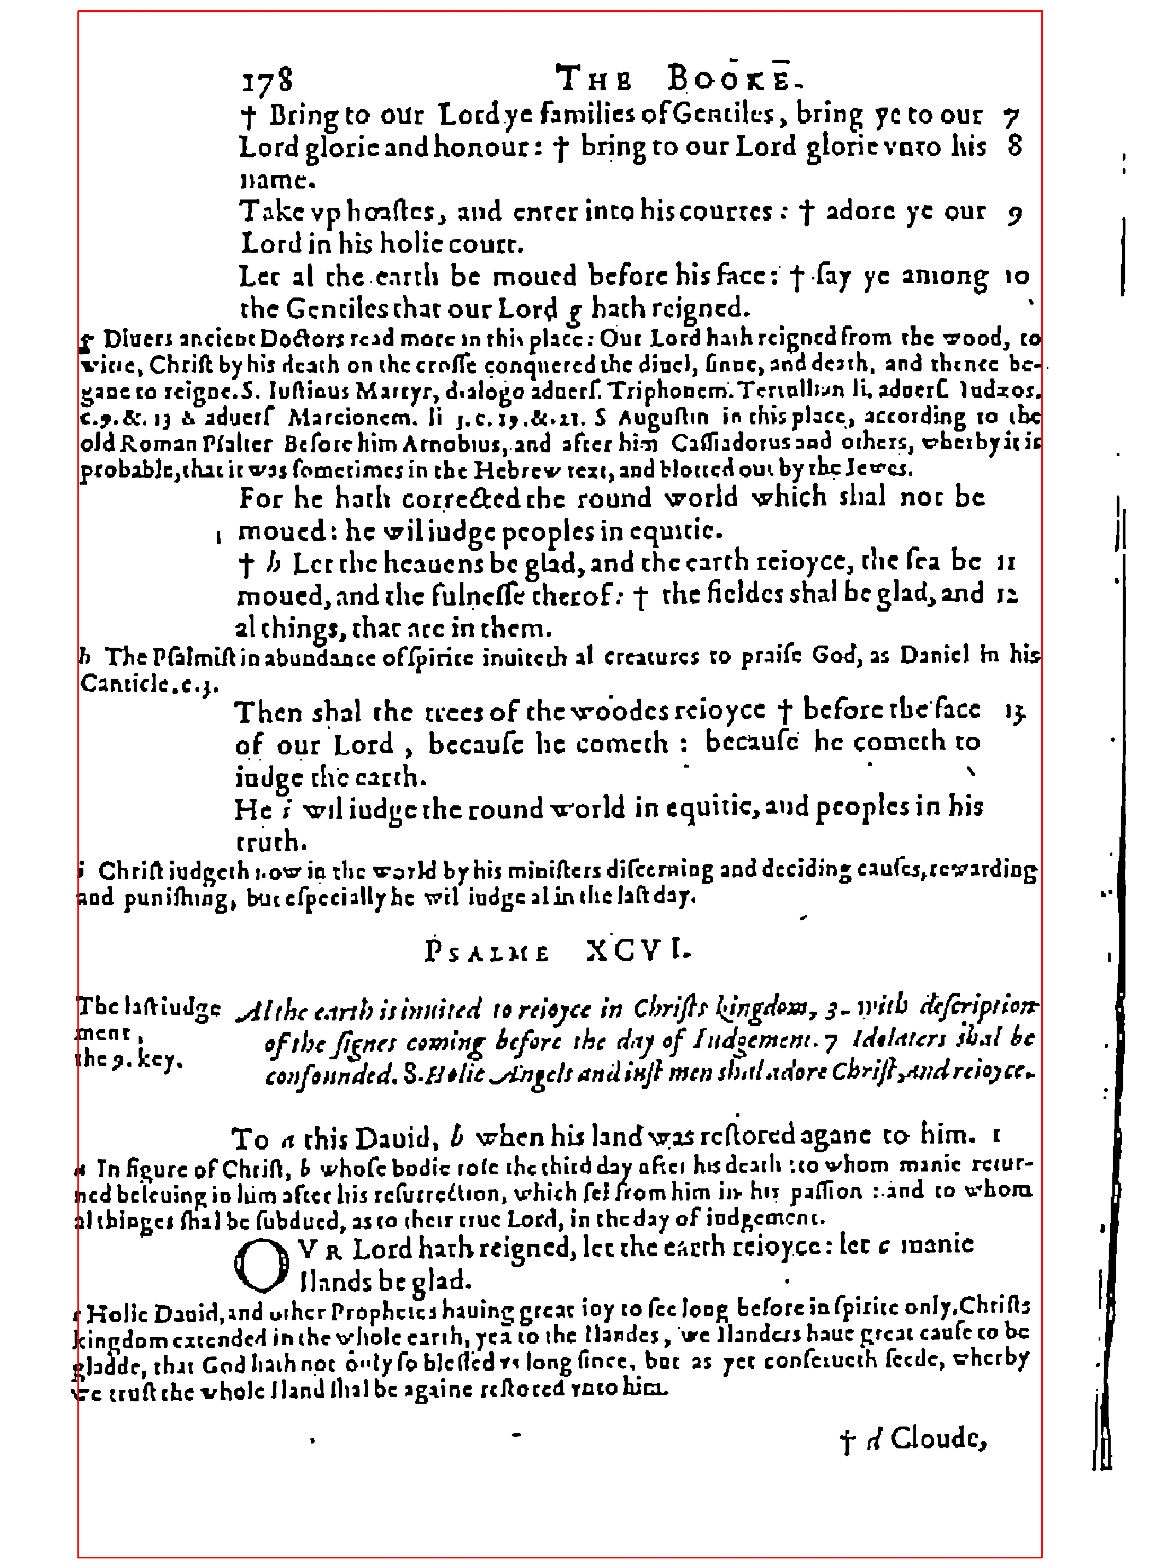 178 THE BOOKE.
† Bring to our Lord ye families of Gentiles, bring ye to our 7
Lord glorie and honour: † bring to our Lord glorie vnto his 8
name.
Take vp hoaſtes, and enter into his courtes: † adore ye our 9
Lord in his holie court.
Let al the earth be moued before his face: † ſay ye among 10
the Gentiles that our Lord g hath reigned.
g Diuers ancient Doctors read more in this place: Our Lord hath reigned from the wood, to
witte, Chriſt by his death on the croſſe conquered the diuel, ſinne, and death, and thence be-
gane to reigne. S. Iuſtinus Martyr, dialogo aduerſ. Triphonem. Tertullian li. aduerſ. Iudæos.
c. 9. &. 13 & aduerſ Marcionem. li 3. c. 19. &. 21. S Auguſtin in this place, according to the
old Roman Pſalter Before him Arnobius, and after him Caſſiadorus and others, wherby it is
probable, that it was ſometimes in the Hebrew text, and blotted out by the Iewes.
For he hath corrected the round world which shal not be
moued: he wil iudge peoples in equitie.
† h Let the heauens be glad, and the earth reioyce, the ſea be 11
moued, and the fulneſſe therof: † the fieldes shal be glad, and 12
al things, that are in them.
h The Pſalmiſt in abundance of ſpirite inuiteth al creatures to praiſe God, as Daniel in his
Canticle. c. 3.
Then shal the trees of the woodes reioyce † before the face 13
of our Lord, becauſe he cometh: becauſe he cometh to
iudge the earth.
He i wil iudge the round world in equitie, and peoples in his
truth.
i Chriſt iudgeth now in the world by his miniſters diſcerning and deciding cauſes, rewarding
and puniſhing, but eſpecially he wil iudge al in the laſt day.
PSALME XCVI.
The laſt iudge
ment,
the 9. key.
Al the earth is inuited to reioyce in Chriſts kingdom, 3. with deſcription
of the ſignes coming before the day of Iudgement. 7 Idolaters shal be
confounded. 8. Holie Angels and iuſt men shal adore Chriſt, and reioyce.
To a this Dauid, b when his land was reſtored agane to him. 1
a In figure of Chriſt, b whoſe bodie roſe the third day after his death: to whom manie retur-
ned beleuing in him after his reſurrection, which fel from him in his paſſion: and to whom
al thinges ſhal be ſubdued, as to their true Lord, in the day of iudgement.
OVR Lord hath reigned, let the earth reioyce: let c manie
Ilands be glad.
c Holie Dauid, and other Prophetes hauing great ioy to ſee long before in ſpirite only, Chriſts
kingdom extended in the whole earth, yea to the Ilandes, we Ilanders haue great cauſe to be
gladde, that God hath not only ſo bleſſed vs long ſince, but as yet conſerueth ſeede, wherby
we truſt the whole Iland ſhal be againe reſtored vnto him.
† d Cloude,